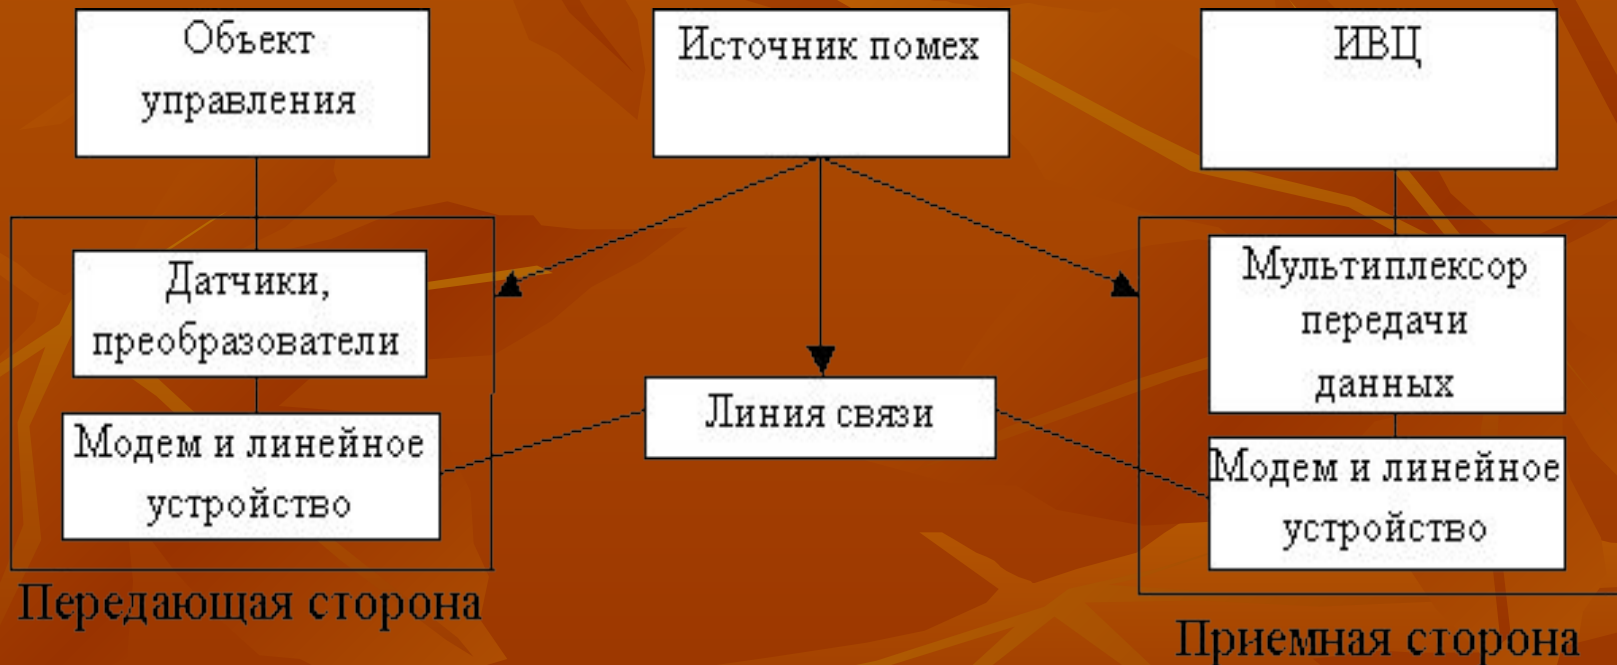 Объект
управления
Источник помех
ИВЦ
Датчики,
преобразователи
Мультиплексор
передачи
данных
Линия связи
Модем и линейное
устройство
Модем и линейное
устройство
Передающая сторона
Приемная сторона